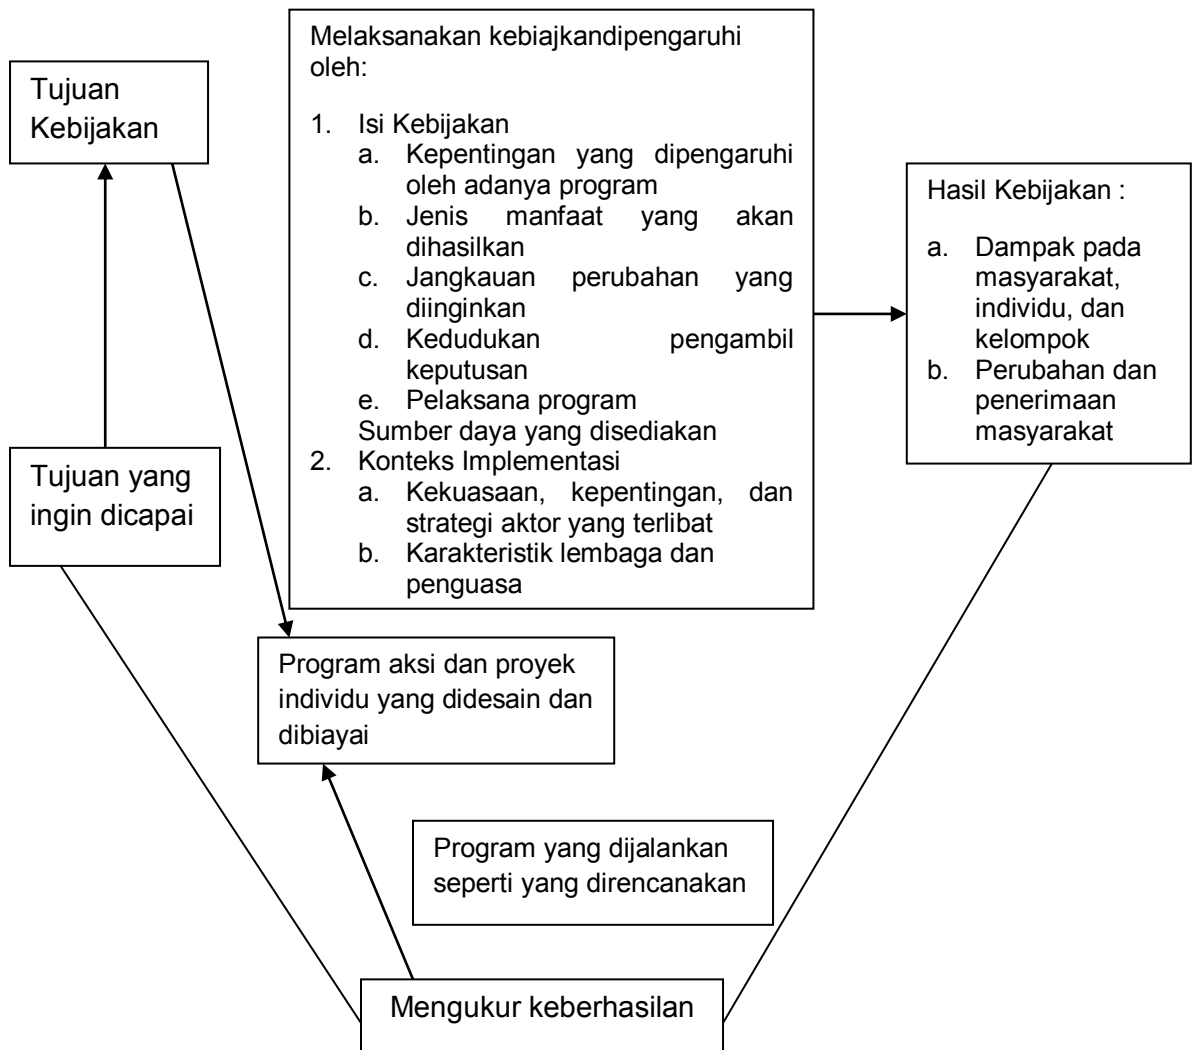 Tujuan
Kebijakan
Melaksanakan kebiajkandipengaruhi
oleh:
1. Isi Kebijakan
a. Kepentingan yang dipengaruhi
oleh adanya program
b. Jenis manfaat yang akan
dihasilkan
c. Jangkauan perubahan yang
diinginkan
d. Kedudukan pengambil
keputusan
e. Pelaksana program
Sumber daya yang disediakan
2. Konteks Implementasi
a. Kekuasaan, kepentingan, dan
strategi aktor yang terlibat
b. Karakteristik lembaga dan
penguasa
Hasil Kebijakan :
a. Dampak pada
masyarakat,
individu, dan
kelompok
b. Perubahan dan
penerimaan
masyarakat
Tujuan yang
ingin dicapai
Program aksi dan proyek
individu yang didesain dan
dibiayai
Program yang dijalankan
seperti yang direncanakan
Mengukur keberhasilan